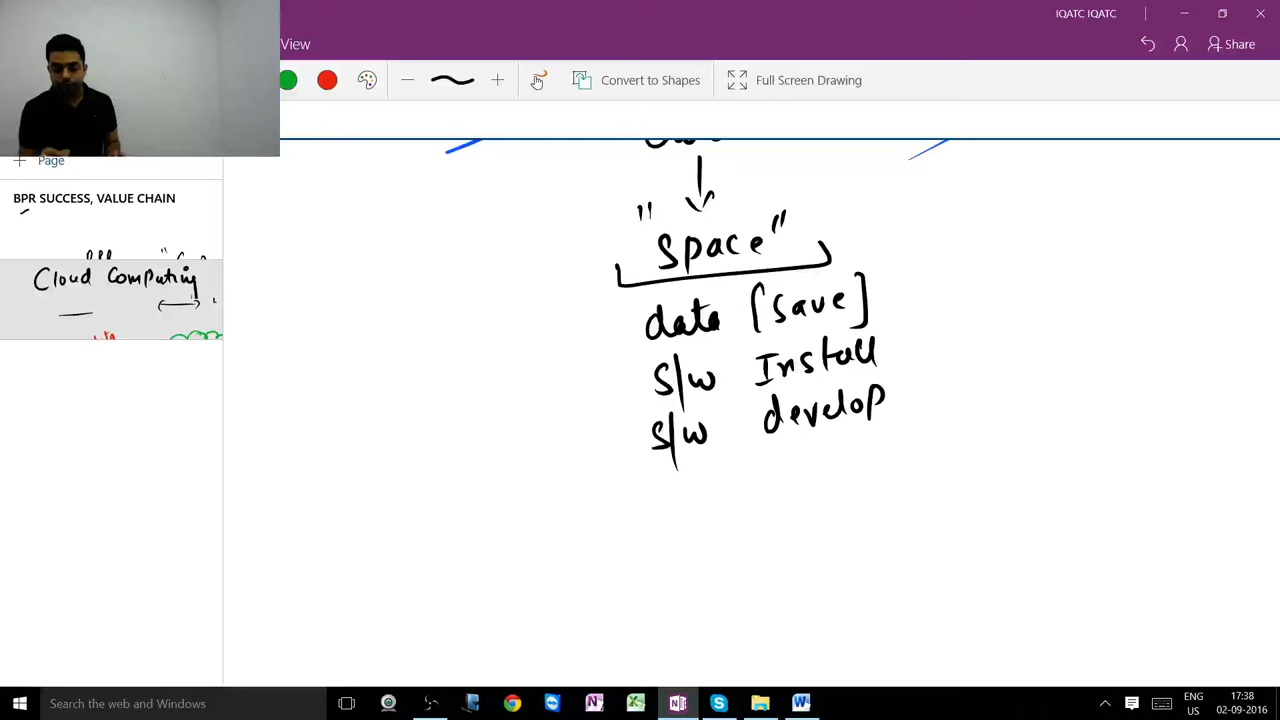 IQATC IQATC
View
Share
Convert to Shapes
Full Screen Drawing
Page
BPR SUCCESS, VALUE CHAIN
Cloud Computing
"Space"
data [save]
S/w Install
S/w develop
Search the web and Windows
ENG 17:38
US 02-09-2016